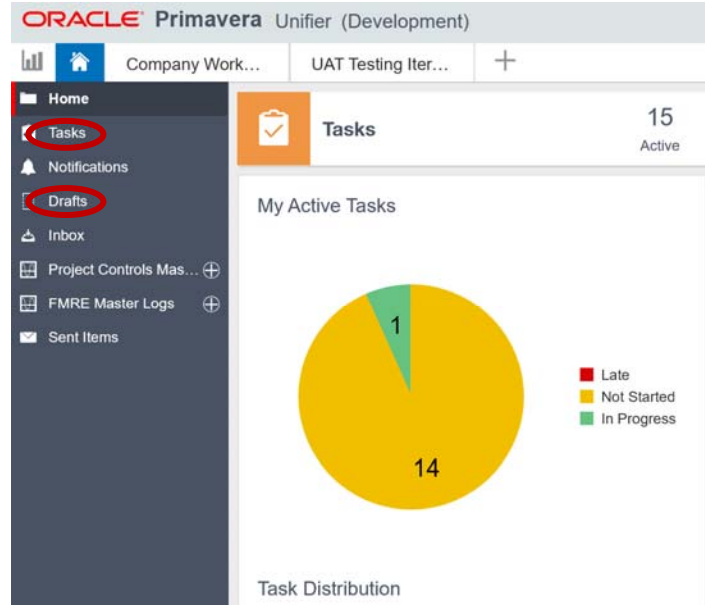 ORACLE Primavera Unifier (Development)
Company Work... UAT Testing Iter...
Home
Tasks
Notifications
Drafts
Inbox
Project Controls Mas...
FMRE Master Logs
Sent Items
Tasks
15
Active
My Active Tasks
1
14
Late
Not Started
In Progress
Task Distribution